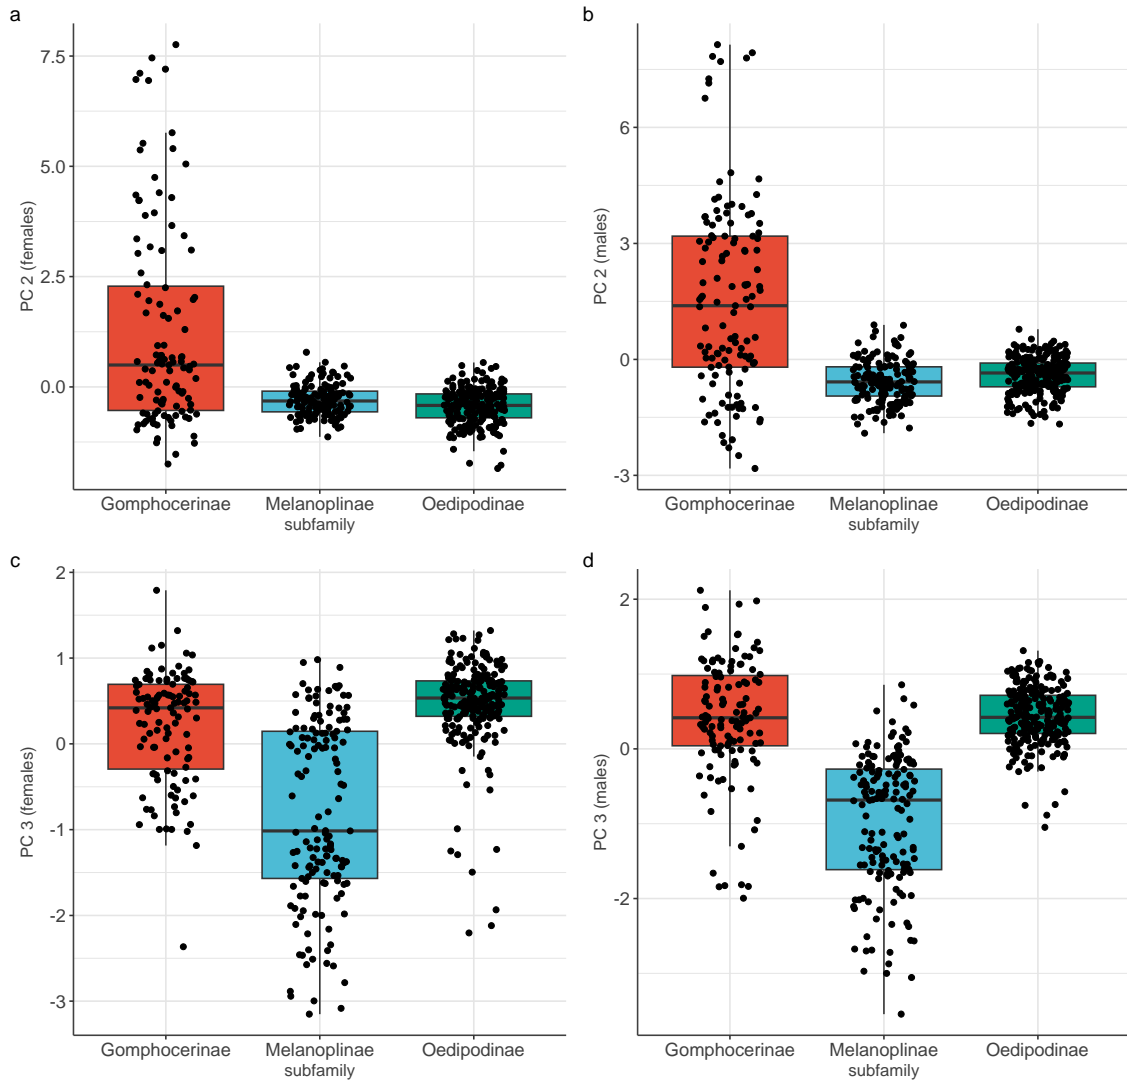 a
PC 2 (females)
7.5
5.0
2.5
0.0
Gomphocerinae Melanoplinae Oedipodinae
subfamily
b
PC 2 (males)
6
3
0
-3
Gomphocerinae Melanoplinae Oedipodinae
subfamily
c
PC 3 (females)
2
1
0
-1
-2
-3
Gomphocerinae Melanoplinae Oedipodinae
subfamily
d
PC 3 (males)
2
0
-2
Gomphocerinae Melanoplinae Oedipodinae
subfamily